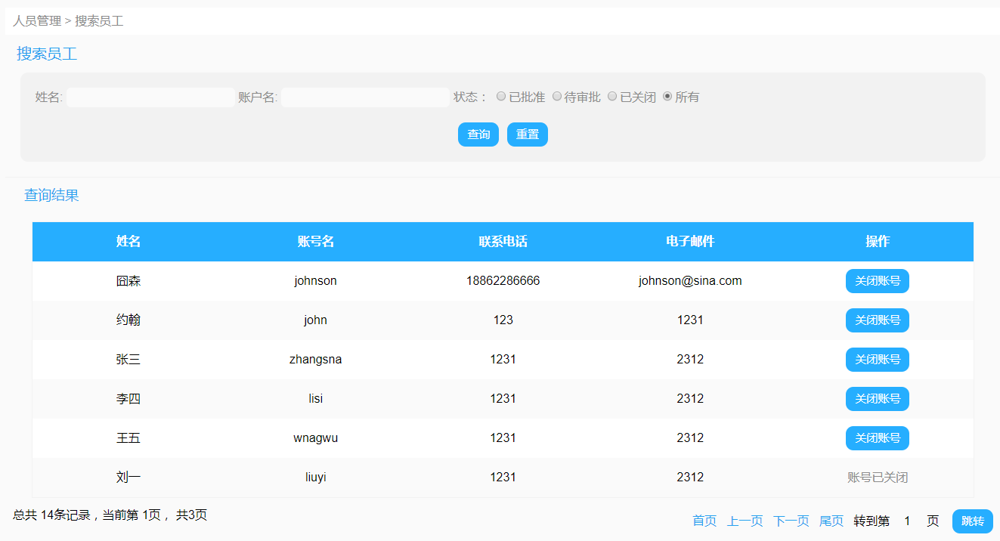 人员管理 > 搜索员工
搜索员工
姓名: 账户名: 状态： 已批准 待审批 已关闭 所有
查询 重置
查询结果
姓名 账号名 联系电话 电子邮件 操作
囧森 johnson 18862286666 johnson@sina.com 关闭账号
约翰 john 123 1231 关闭账号
张三 zhangsna 1231 2312 关闭账号
李四 lisi 1231 2312 关闭账号
王五 wnagwu 1231 2312 关闭账号
刘一 liuyi 1231 2312 账号已关闭
总共 14条记录，当前第 1页， 共3页
首页 上一页 下一页 尾页 转到第 1 页 跳转